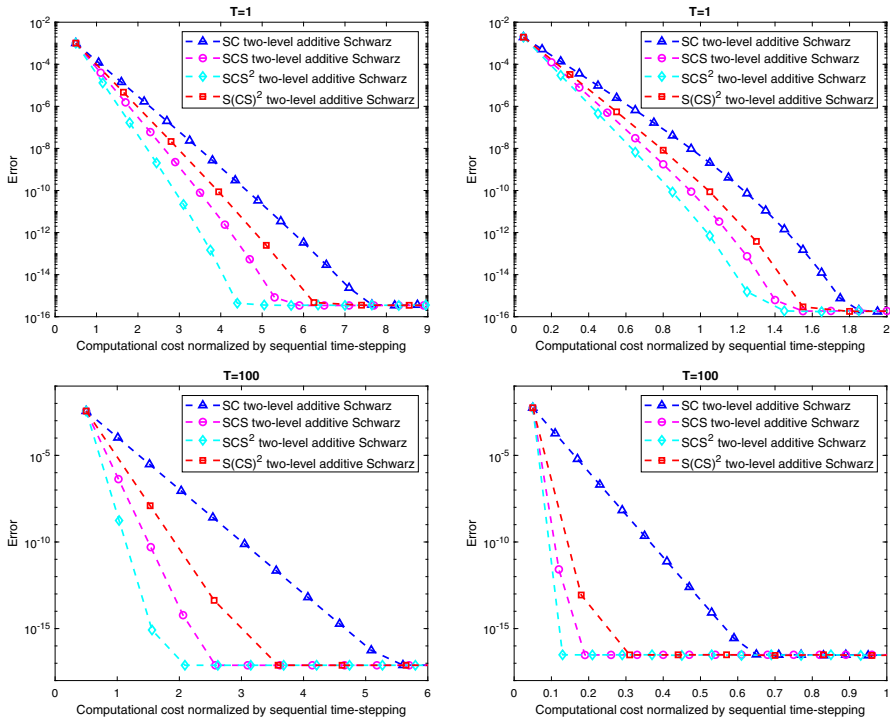 T=1
10^-2
10^-4
10^-6
10^-8
10^-10
10^-12
10^-14
10^-16
Error
SC two-level additive Schwarz
SCS two-level additive Schwarz
SCS^2 two-level additive Schwarz
S(CS)^2 two-level additive Schwarz
0 1 2 3 4 5 6 7 8 9
Computational cost normalized by sequential time-stepping
T=1
10^-2
10^-4
10^-6
10^-8
10^-10
10^-12
10^-14
10^-16
Error
SC two-level additive Schwarz
SCS two-level additive Schwarz
SCS^2 two-level additive Schwarz
S(CS)^2 two-level additive Schwarz
0 0.2 0.4 0.6 0.8 1 1.2 1.4 1.6 1.8 2
Computational cost normalized by sequential time-stepping
T=100
10^-5
10^-10
10^-15
Error
SC two-level additive Schwarz
SCS two-level additive Schwarz
SCS^2 two-level additive Schwarz
S(CS)^2 two-level additive Schwarz
0 1 2 3 4 5 6
Computational cost normalized by sequential time-stepping
T=100
10^-5
10^-10
10^-15
Error
SC two-level additive Schwarz
SCS two-level additive Schwarz
SCS^2 two-level additive Schwarz
S(CS)^2 two-level additive Schwarz
0 0.1 0.2 0.3 0.4 0.5 0.6 0.7 0.8 0.9 1
Computational cost normalized by sequential time-stepping